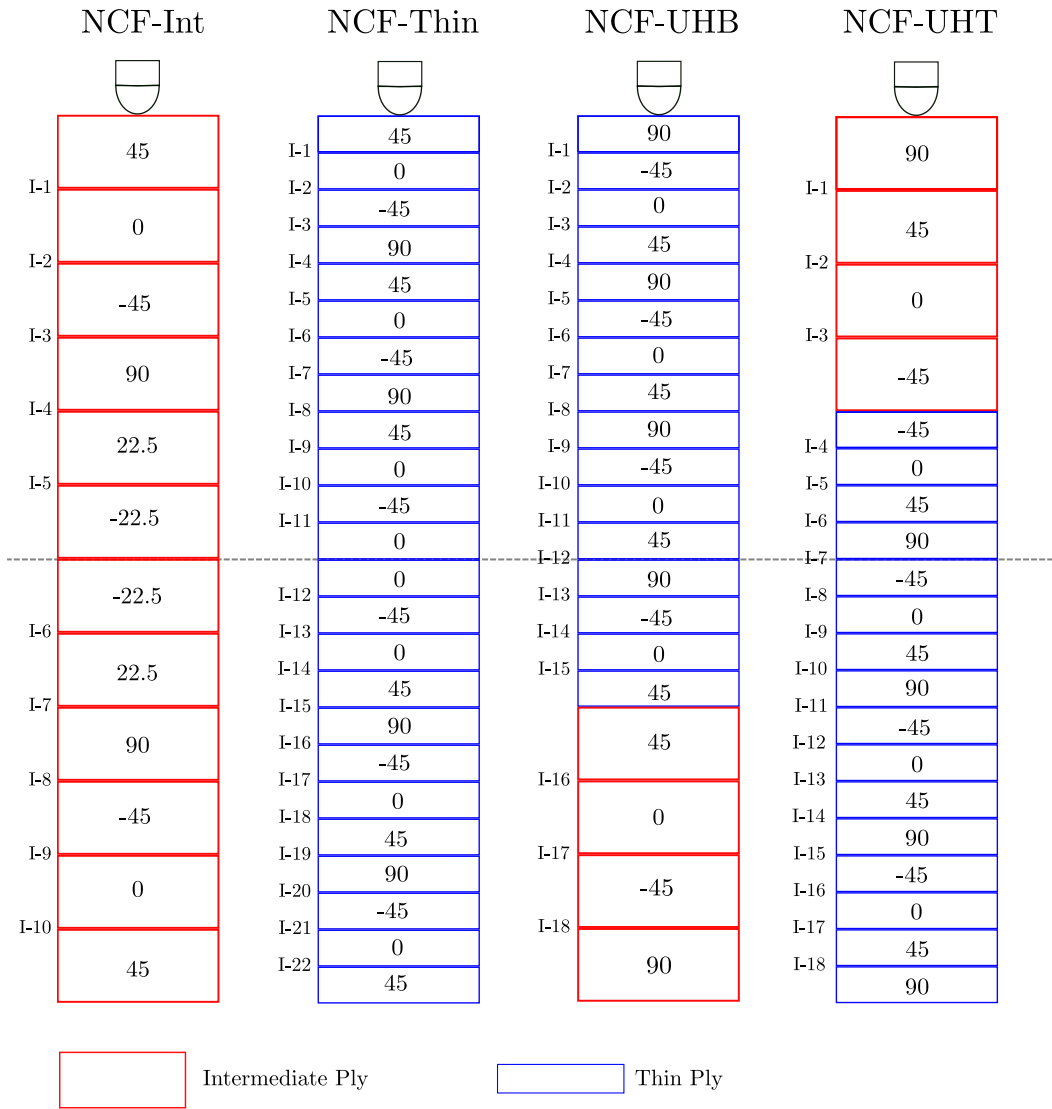 NCF-Int
45
I-1
0
I-2
-45
I-3
90
I-4
22.5
I-5
-22.5
-22.5
I-6
22.5
I-7
90
I-8
-45
I-9
0
I-10
45
NCF-Thin
45
I-1
0
I-2
-45
I-3
90
I-4
45
I-5
0
I-6
-45
I-7
90
I-8
45
I-9
0
I-10
-45
I-11
0
0
I-12
-45
I-13
0
I-14
45
I-15
90
I-16
-45
I-17
0
I-18
45
I-19
90
I-20
-45
I-21
0
I-22
45
NCF-UHB
90
I-1
-45
I-2
0
I-3
45
I-4
90
I-5
-45
I-6
0
I-7
45
I-8
90
I-9
-45
I-10
0
I-11
45
I-12
90
I-13
-45
I-14
0
I-15
45
45
I-16
0
I-17
-45
I-18
90
NCF-UHT
90
I-1
45
I-2
0
I-3
-45
-45
I-4
0
I-5
45
I-6
90
I-7
-45
I-8
0
I-9
45
I-10
90
I-11
-45
I-12
0
I-13
45
I-14
90
I-15
-45
I-16
0
I-17
45
I-18
90
Intermediate Ply
Thin Ply